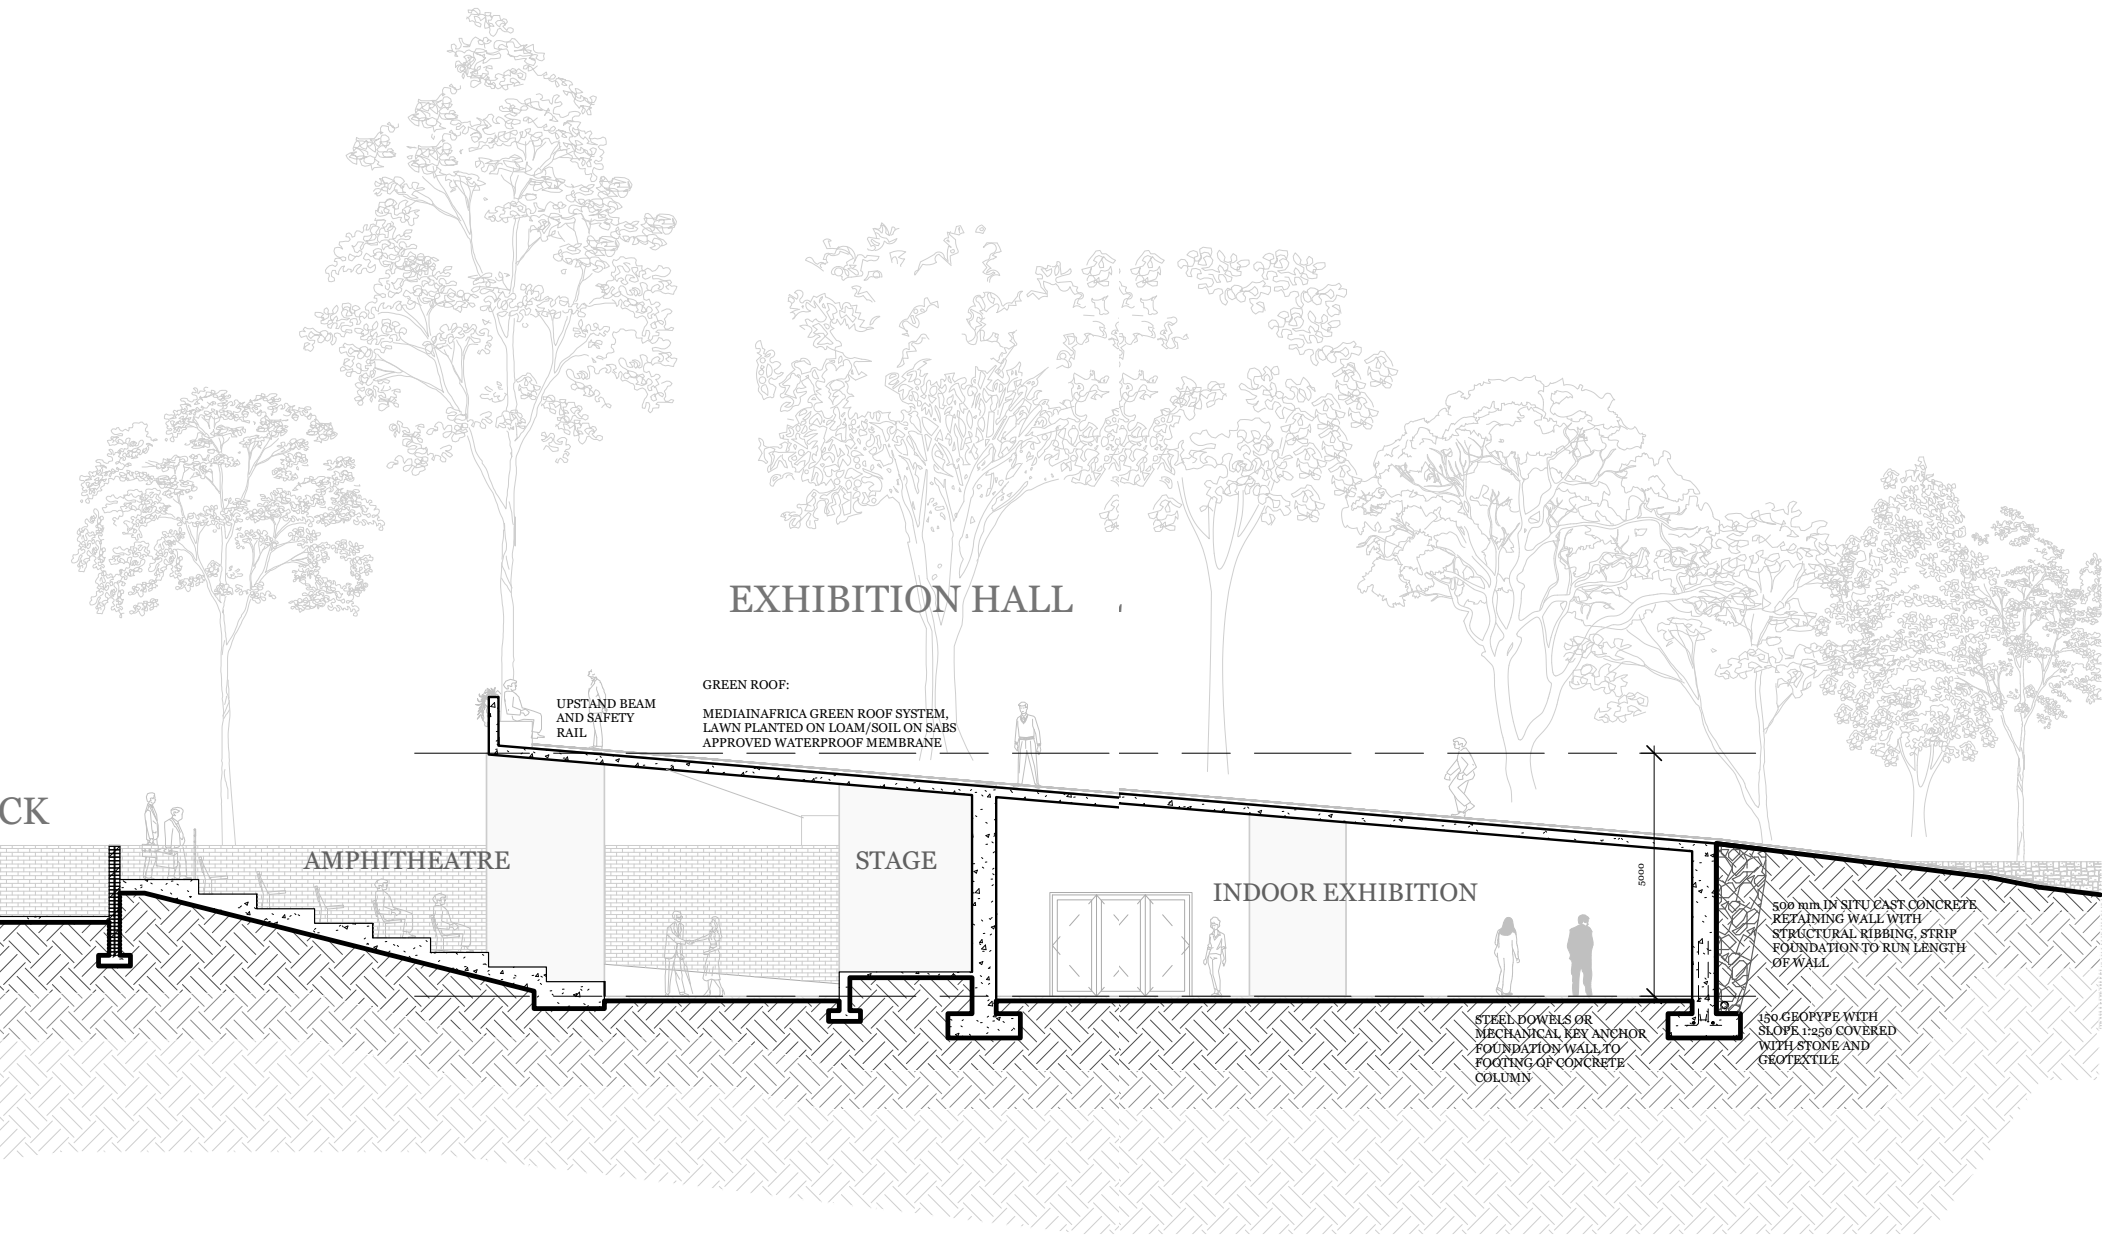 EXHIBITION HALL
GREEN ROOF:
MEDIAINAFRICA GREEN ROOF SYSTEM,
LAWN PLANTED ON LOAM/SOIL ON SABS
APPROVED WATERPROOF MEMBRANE
UPSTAND BEAM
AND SAFETY
RAIL
CK
AMPHITHEATRE
STAGE
INDOOR EXHIBITION
5000
500 mm IN SITU CAST CONCRETE
RETAINING WALL WITH
STRUCTURAL RIBBING, STRIP
FOUNDATION TO RUN LENGTH
OF WALL
STEEL DOWELS OR
MECHANICAL KEY ANCHOR
FOUNDATION WALL TO
FOOTING OF CONCRETE
COLUMN
150 GEOPYPE WITH
SLOPE 1:250 COVERED
WITH STONE AND
GEOTEXTILE